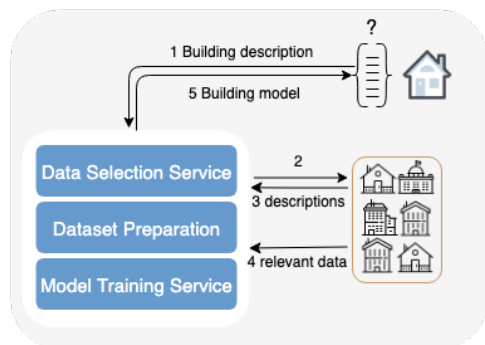 ?
1 Building description
5 Building model
Data Selection Service
2
3 descriptions
Dataset Preparation
4 relevant data
Model Training Service